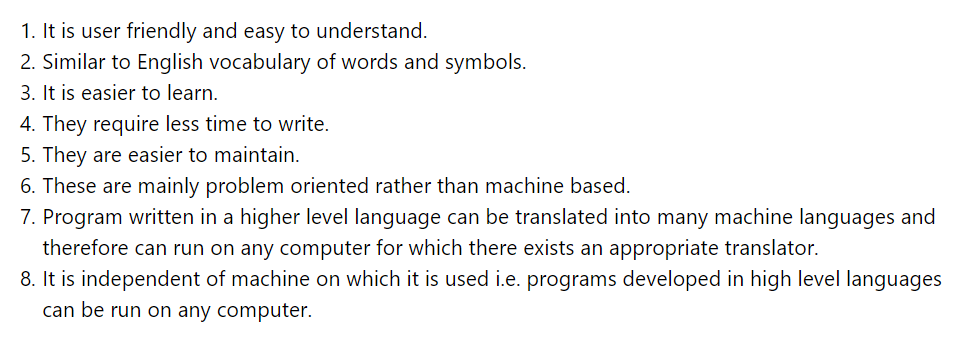 1. It is user friendly and easy to understand.
2. Similar to English vocabulary of words and symbols.
3. It is easier to learn.
4. They require less time to write.
5. They are easier to maintain.
6. These are mainly problem oriented rather than machine based.
7. Program written in a higher level language can be translated into many machine languages and
therefore can run on any computer for which there exists an appropriate translator.
8. It is independent of machine on which it is used i.e. programs developed in high level languages
can be run on any computer.